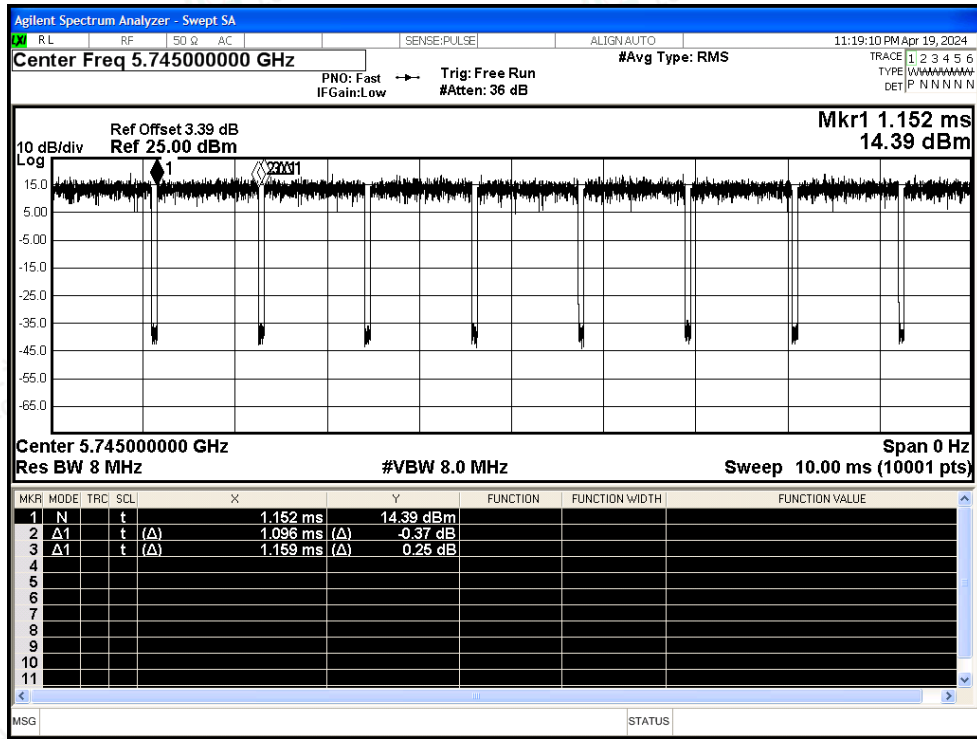 Agilent Spectrum Analyzer - Swept SA
LXI RL RF 50 Ω AC SENSE:PULSE ALIGN AUTO 11:19:10 PM Apr 19, 2024
Center Freq 5.745000000 GHz #Avg Type: RMS TRACE 1 2 3 4 5 6
PNO: Fast Trig: Free Run TYPE
IFGain:Low #Atten: 36 dB DET P N N N N N
Mkr1 1.152 ms
Ref Offset 3.39 dB
10 dB/div Ref 25.00 dBm 14.39 dBm
Log
1
15.0
5.00
-5.00
-15.0
-25.0
-35.0
-45.0
-55.0
-65.0
Center 5.745000000 GHz Span 0 Hz
Res BW 8 MHz #VBW 8.0 MHz Sweep 10.00 ms (10001 pts)
MKR MODE TRC SCL X Y FUNCTION FUNCTION WIDTH FUNCTION VALUE
1 N t 1.152 ms 14.39 dBm
2 Δ1 t (Δ) 1.096 ms (Δ) -0.37 dB
3 Δ1 t (Δ) 1.159 ms (Δ) 0.25 dB
4
5
6
7
8
9
10
11
MSG STATUS